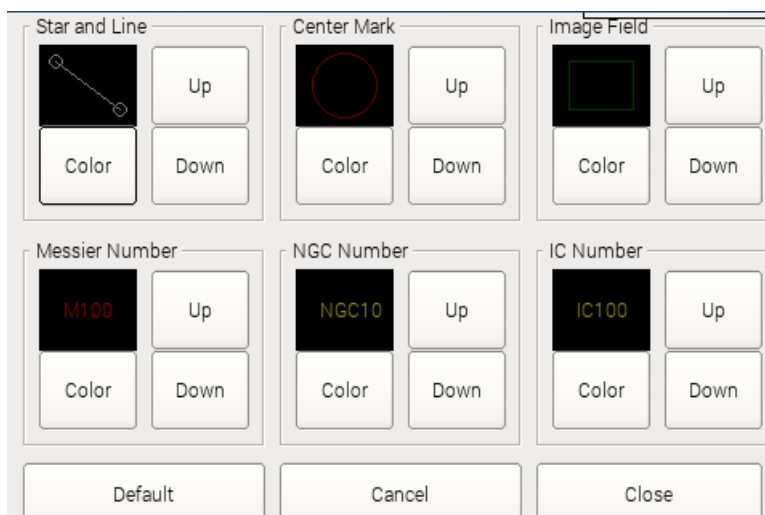 Star and Line
Center Mark
Image Field
Up
Up
Up
Color
Down
Color
Down
Color
Down
Messier Number
NGC Number
IC Number
M100
Up
NGC10
Up
IC100
Up
Color
Down
Color
Down
Color
Down
Default
Cancel
Close